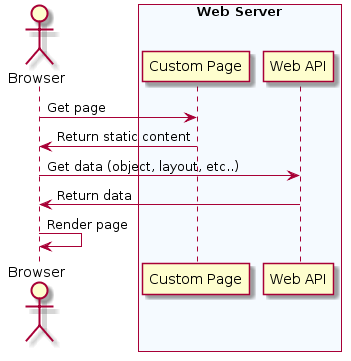 Web Server
Browser
Custom Page
Web API
Get page
Return static content
Get data (object, layout, etc..)
Return data
Render page
Browser
Custom Page
Web API